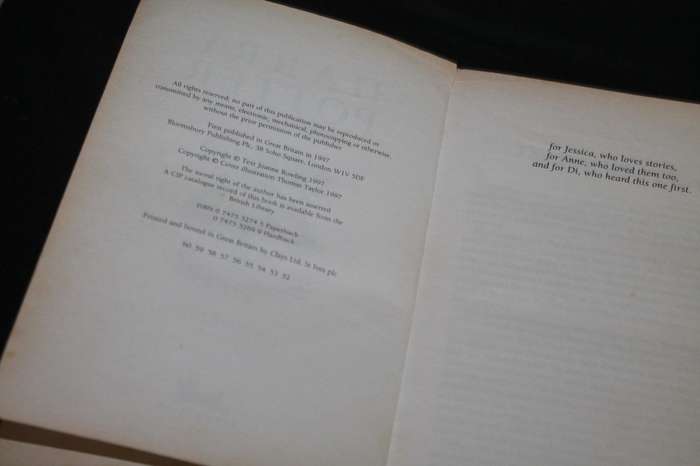 All rights reserved; no part of this publication may be reproduced or
transmitted by any means, electronic, mechanical, photocopying or otherwise,
without the prior permission of the publisher
First published in Great Britain in 1997
Bloomsbury Publishing Plc, 38 Soho Square, London W1V 5DF
Copyright © Text Joanne Rowling 1997
Copyright © Cover illustration Thomas Taylor 1997
The moral right of the author has been asserted
A CIP catalogue record of this book is available from the
British Library
ISBN 0 7475 3274 5 Paperback
0 7475 3269 9 Hardback
Printed and bound in Great Britain by Clays Ltd, St Ives plc
60 59 58 57 56 55 54 53 52
for Jessica, who loves stories,
for Anne, who loved them too,
and for Di, who heard this one first.